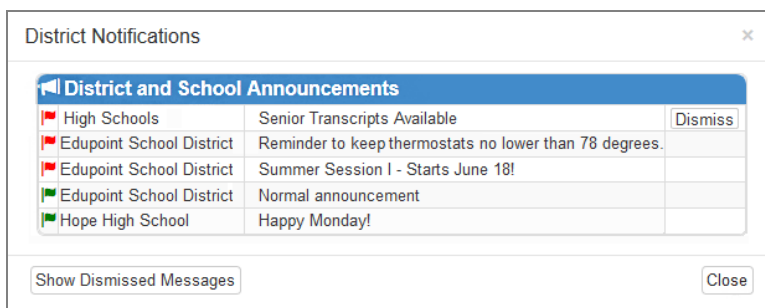 District Notifications ×
District and School Announcements
High Schools Senior Transcripts Available Dismiss
Edupoint School District Reminder to keep thermostats no lower than 78 degrees.
Edupoint School District Summer Session I - Starts June 18!
Edupoint School District Normal announcement
Hope High School Happy Monday!
Show Dismissed Messages Close